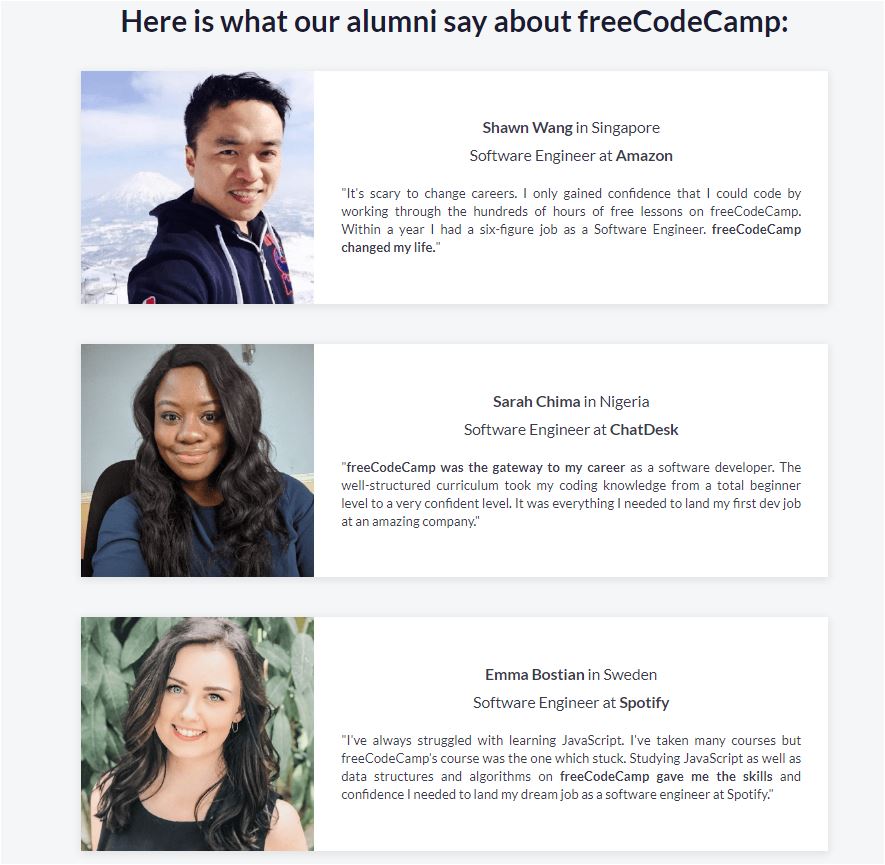 Here is what our alumni say about freeCodeCamp:
Shawn Wang in Singapore
Software Engineer at Amazon
"It's scary to change careers. I only gained confidence that I could code by
working through the hundreds of hours of free lessons on freeCodeCamp.
Within a year I had a six-figure job as a Software Engineer. freeCodeCamp
changed my life."
Sarah Chima in Nigeria
Software Engineer at ChatDesk
"freeCodeCamp was the gateway to my career as a software developer. The
well-structured curriculum took my coding knowledge from a total beginner
level to a very confident level. It was everything I needed to land my first dev job
at an amazing company."
Emma Bostian in Sweden
Software Engineer at Spotify
"I've always struggled with learning JavaScript. I've taken many courses but
freeCodeCamp's course was the one which stuck. Studying JavaScript as well as
data structures and algorithms on freeCodeCamp gave me the skills and
confidence I needed to land my dream job as a software engineer at Spotify."